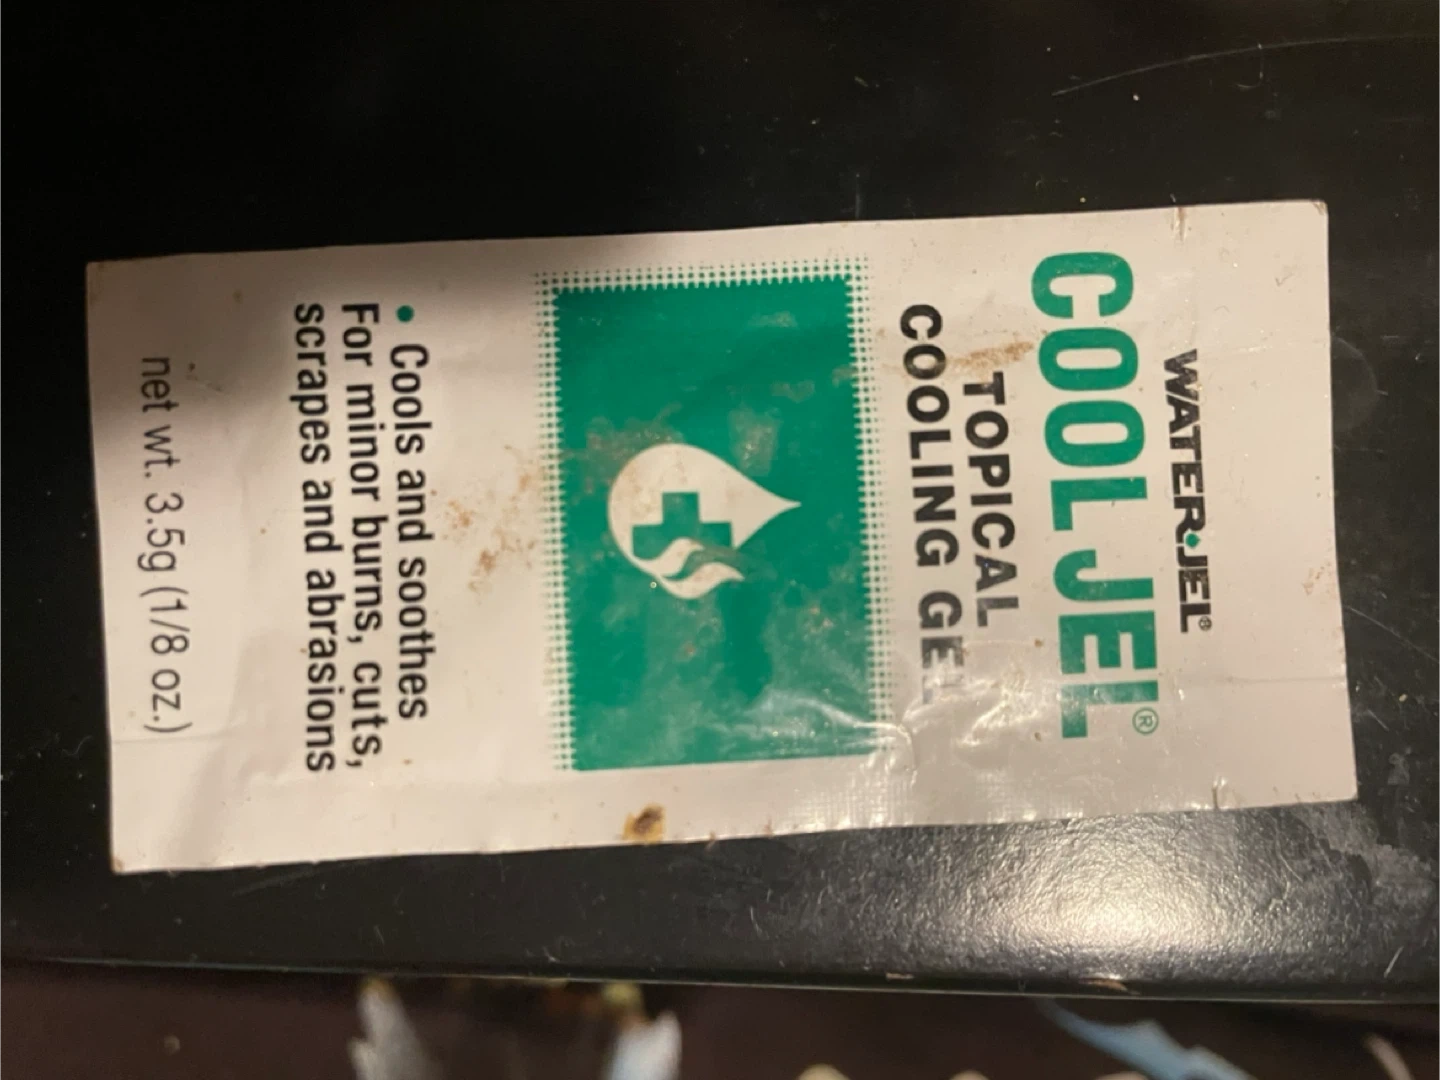 WATER·JEL®
COOL JEL®
TOPICAL
COOLING GEL
• Cools and soothes
For minor burns, cuts,
scrapes and abrasions
net wt. 3.5g (1/8 oz.)